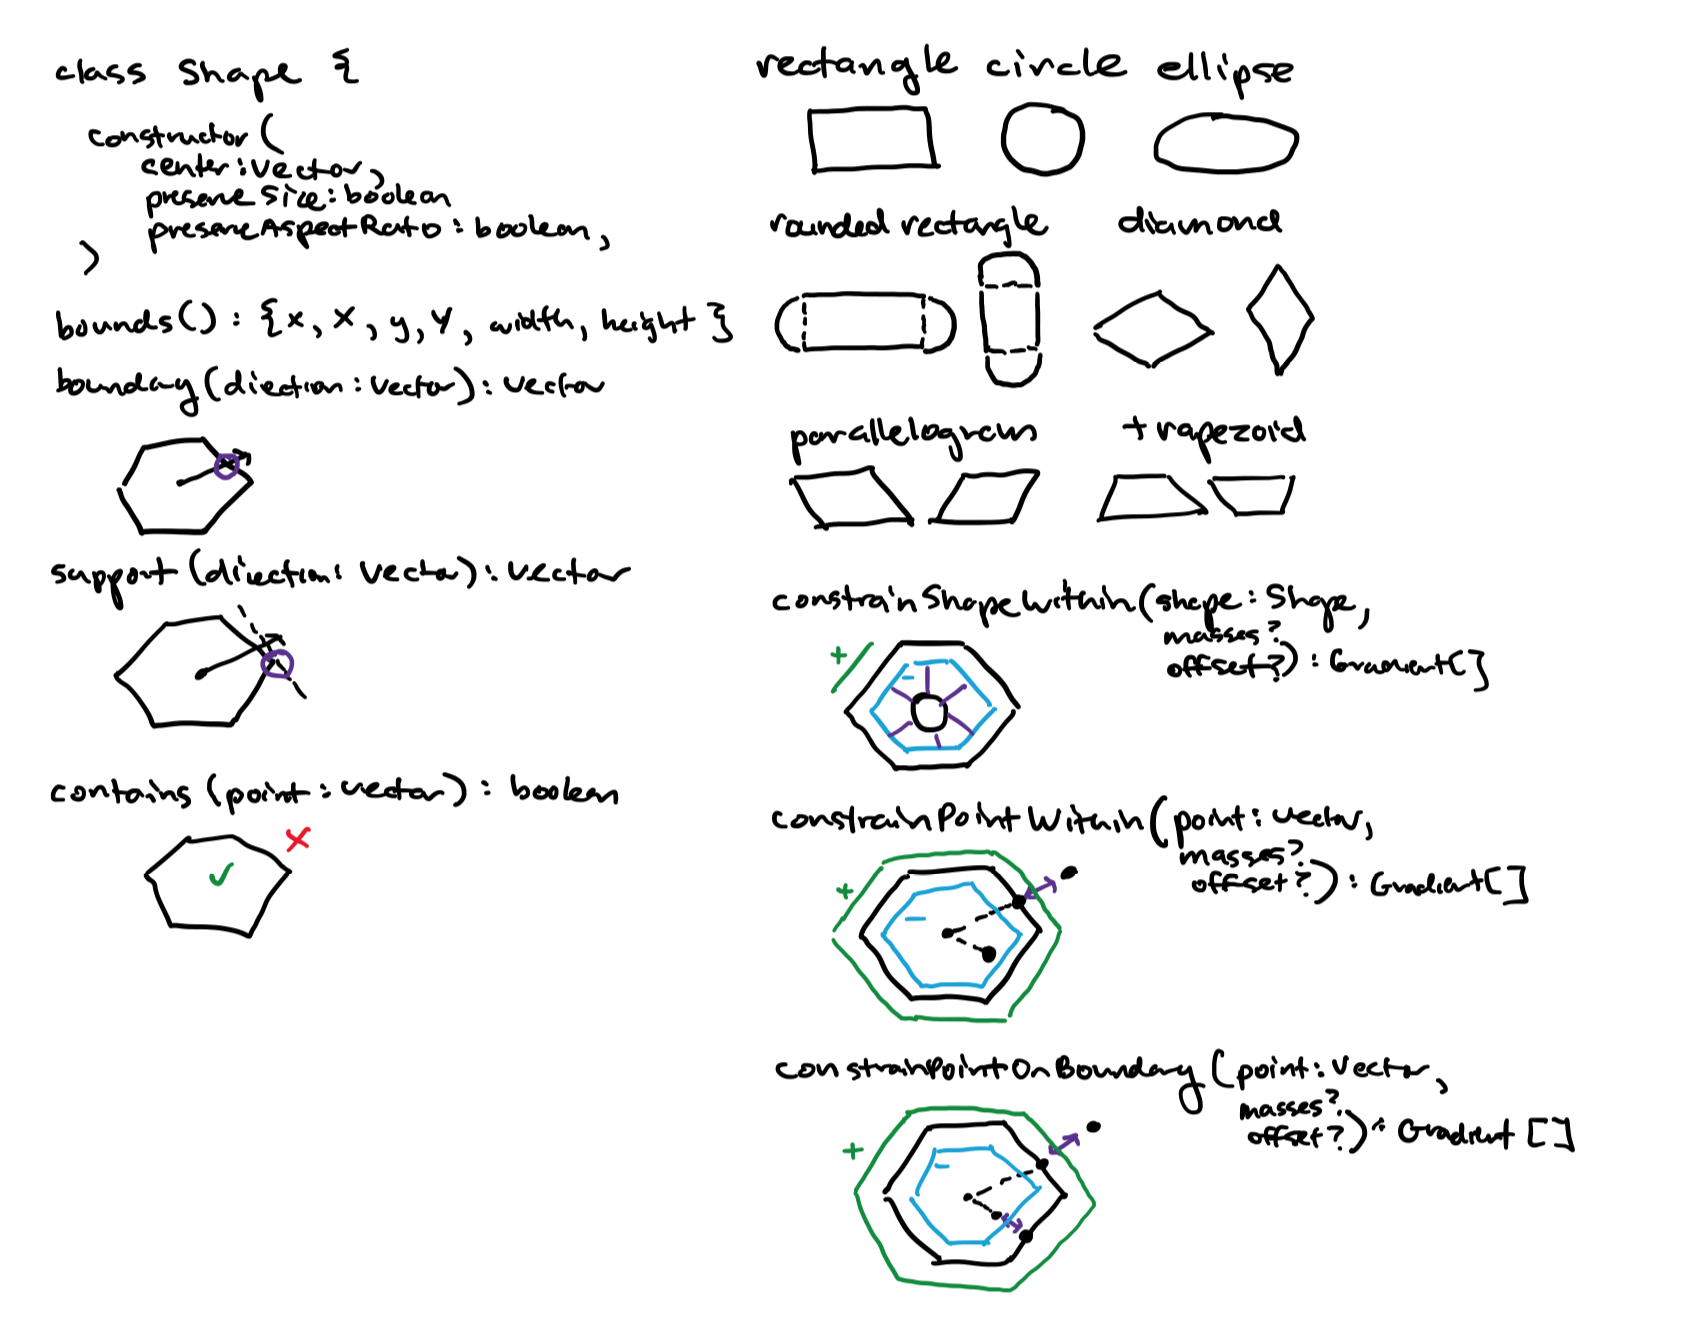 class Shape {
constructor(
center: Vector,
preserveSize: boolean
preserveAspectRatio: boolean,
)
bounds(): {x, X, y, Y, width, height}
boundary(direction: Vector): Vector
support(direction: Vector): Vector
contains(point: Vector): boolean
rectangle circle ellipse
rounded rectangle diamond
parallelogram trapezoid
constrainShapeWithin(shape: Shape,
masses?
offset?): Gradient[]
+
-
constrainPointWithin(point: Vector,
masses?
offset?): Gradient[]
+
-
constrainPointOnBoundary(point: Vector,
masses?
offset?): Gradient[]
+
-